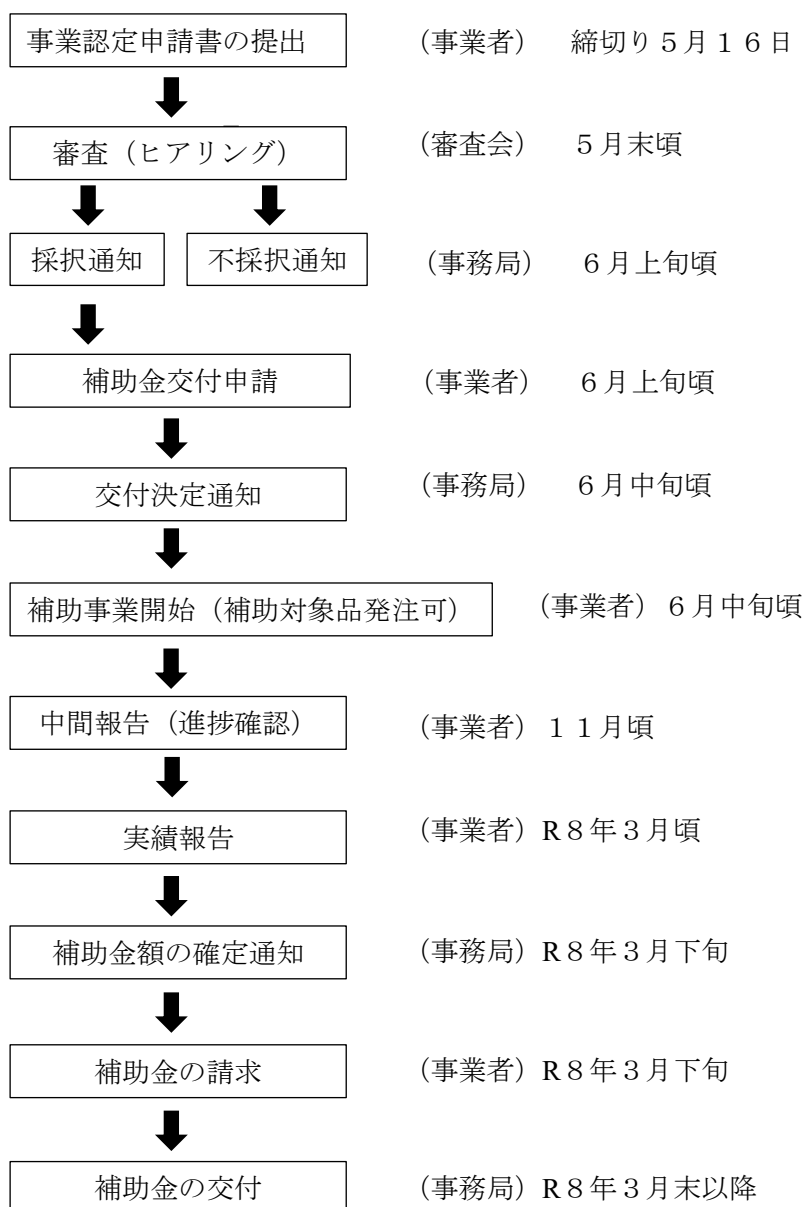 事業認定申請書の提出 （事業者） 締切り５月１６日
審査（ヒアリング） （審査会） ５月末頃
採択通知 不採択通知 （事務局） ６月上旬頃
補助金交付申請 （事業者） ６月上旬頃
交付決定通知 （事務局） ６月中旬頃
補助事業開始（補助対象品発注可） （事業者）６月中旬頃
中間報告（進捗確認） （事業者）１１月頃
実績報告 （事業者）R８年３月頃
補助金額の確定通知 （事務局）R８年３月下旬
補助金の請求 （事業者）R８年３月下旬
補助金の交付 （事務局）R８年３月末以降